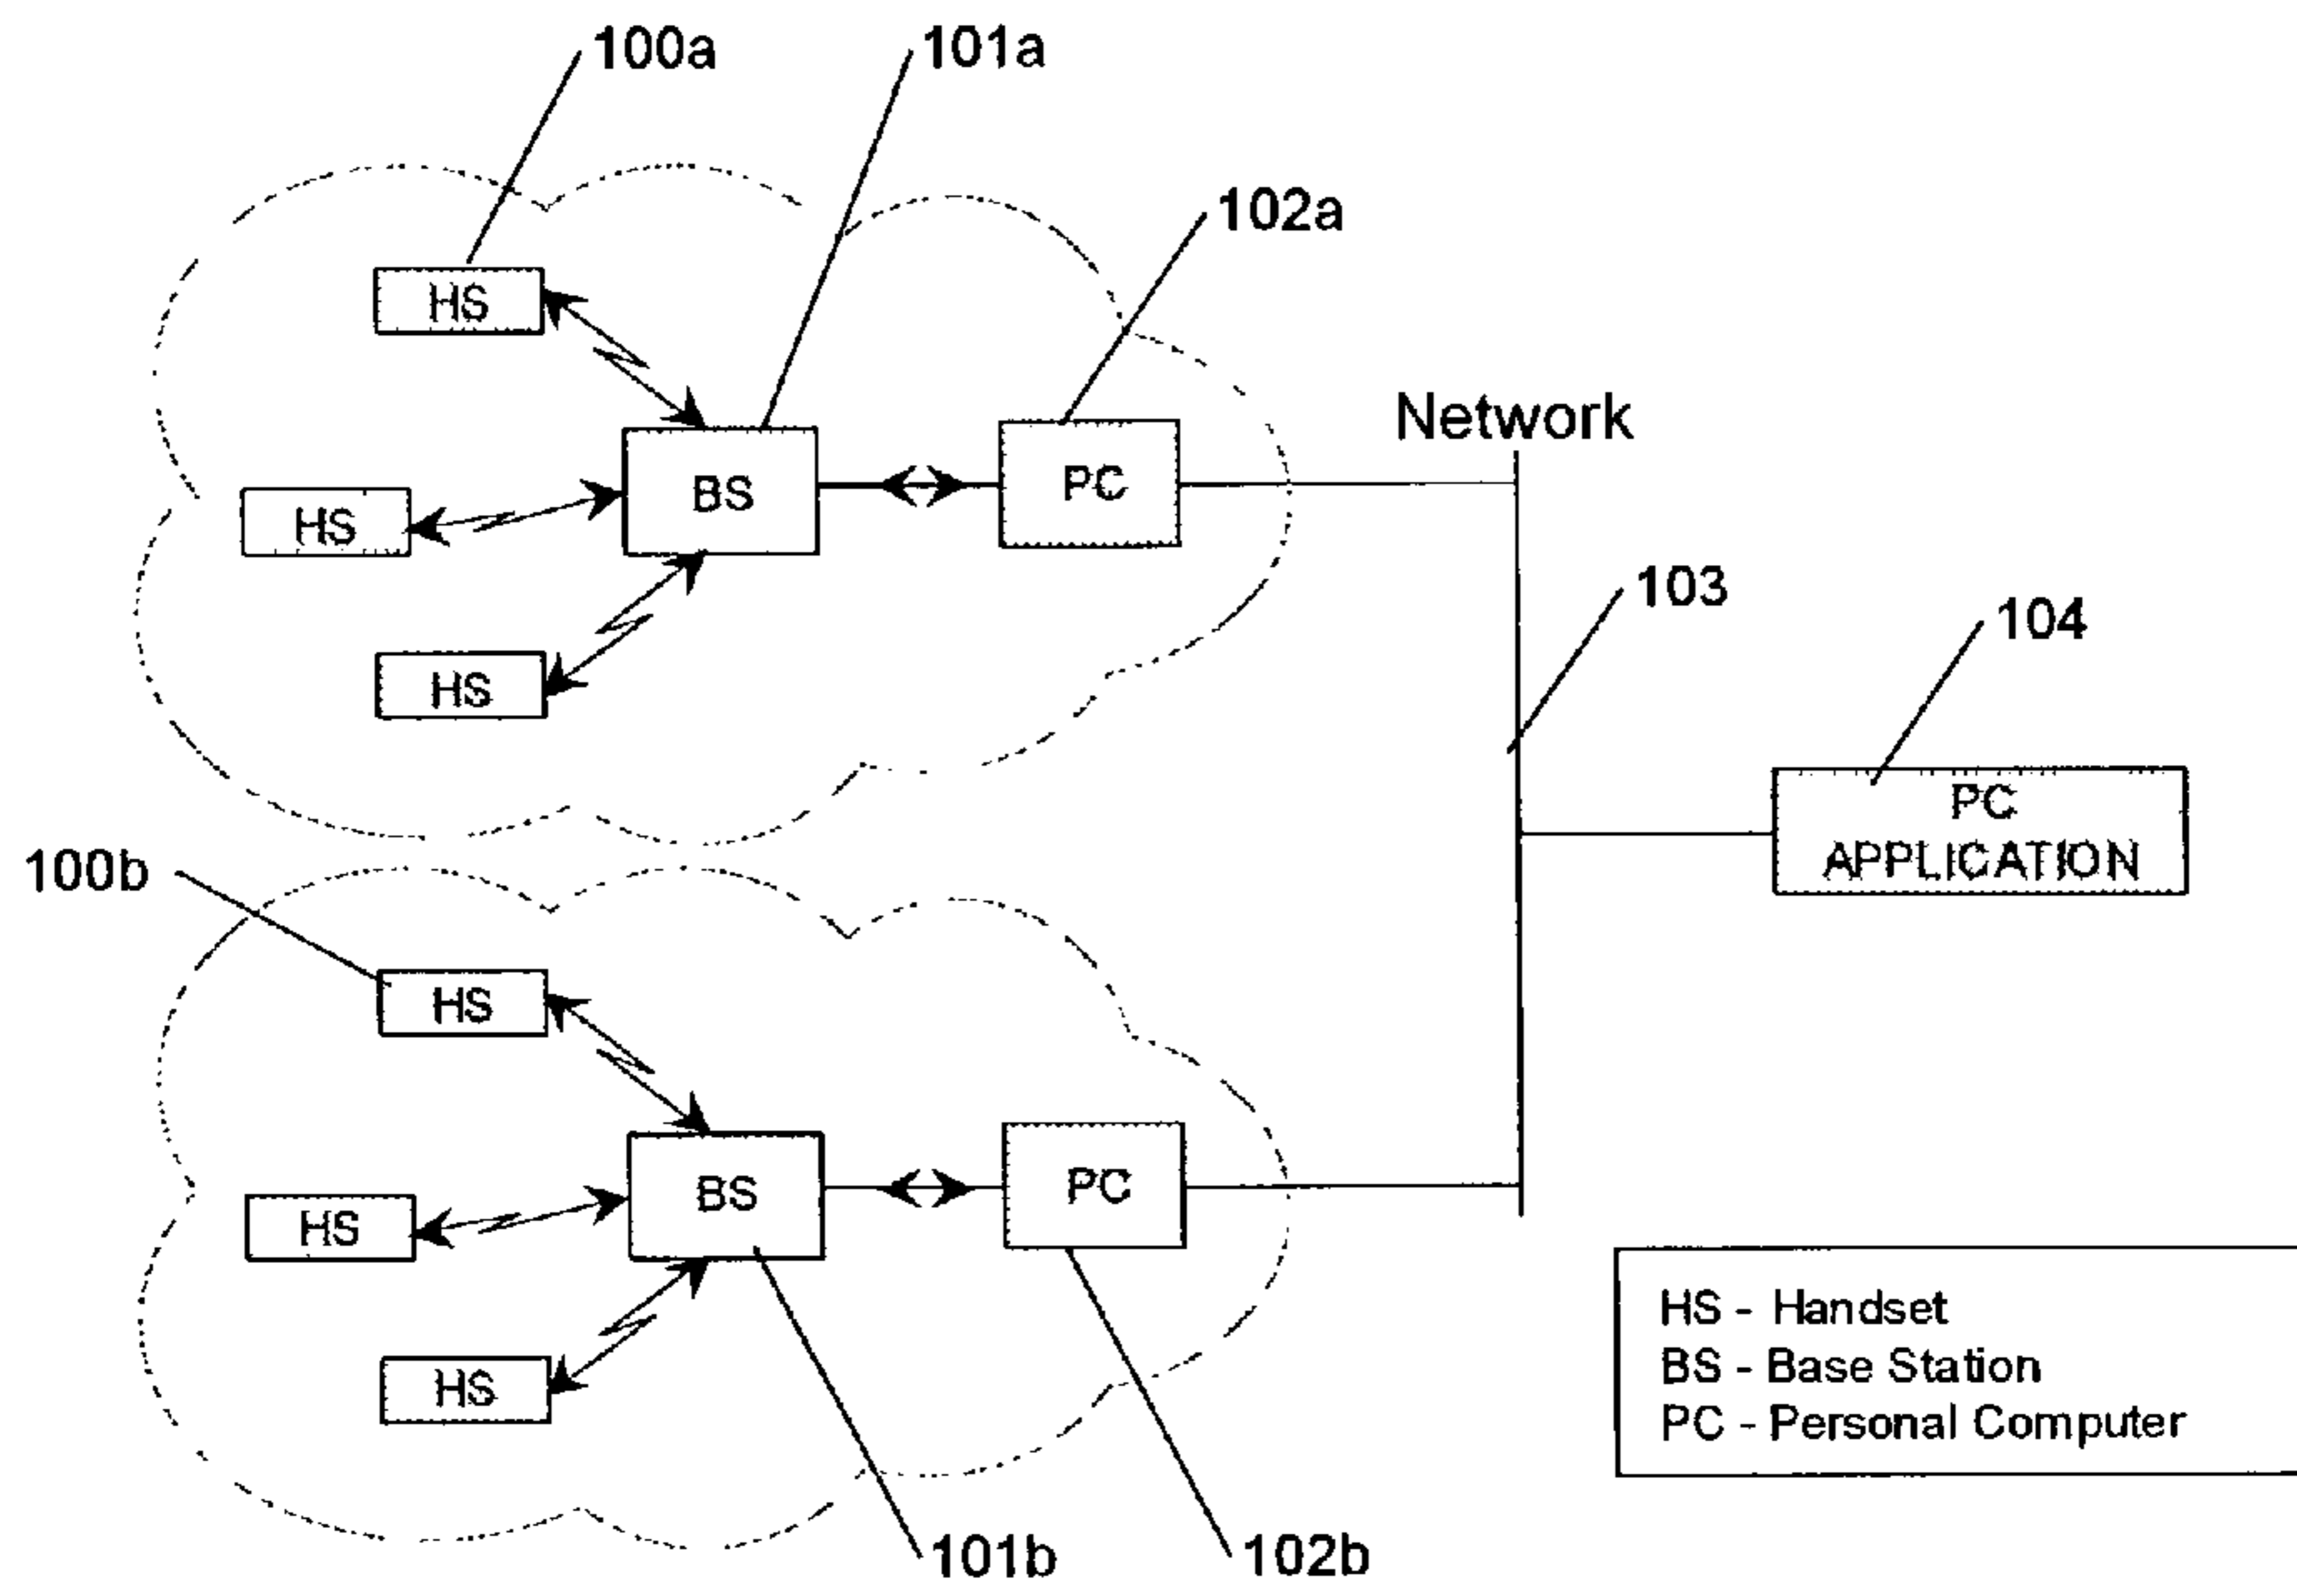 100a
101a
102a
HS
Network
BS
PC
HS
103
104
HS
PC
APPLICATION
100b
HS
BS
PC
HS
HS - Handset
BS - Base Station
PC - Personal Computer
HS
101b
102b